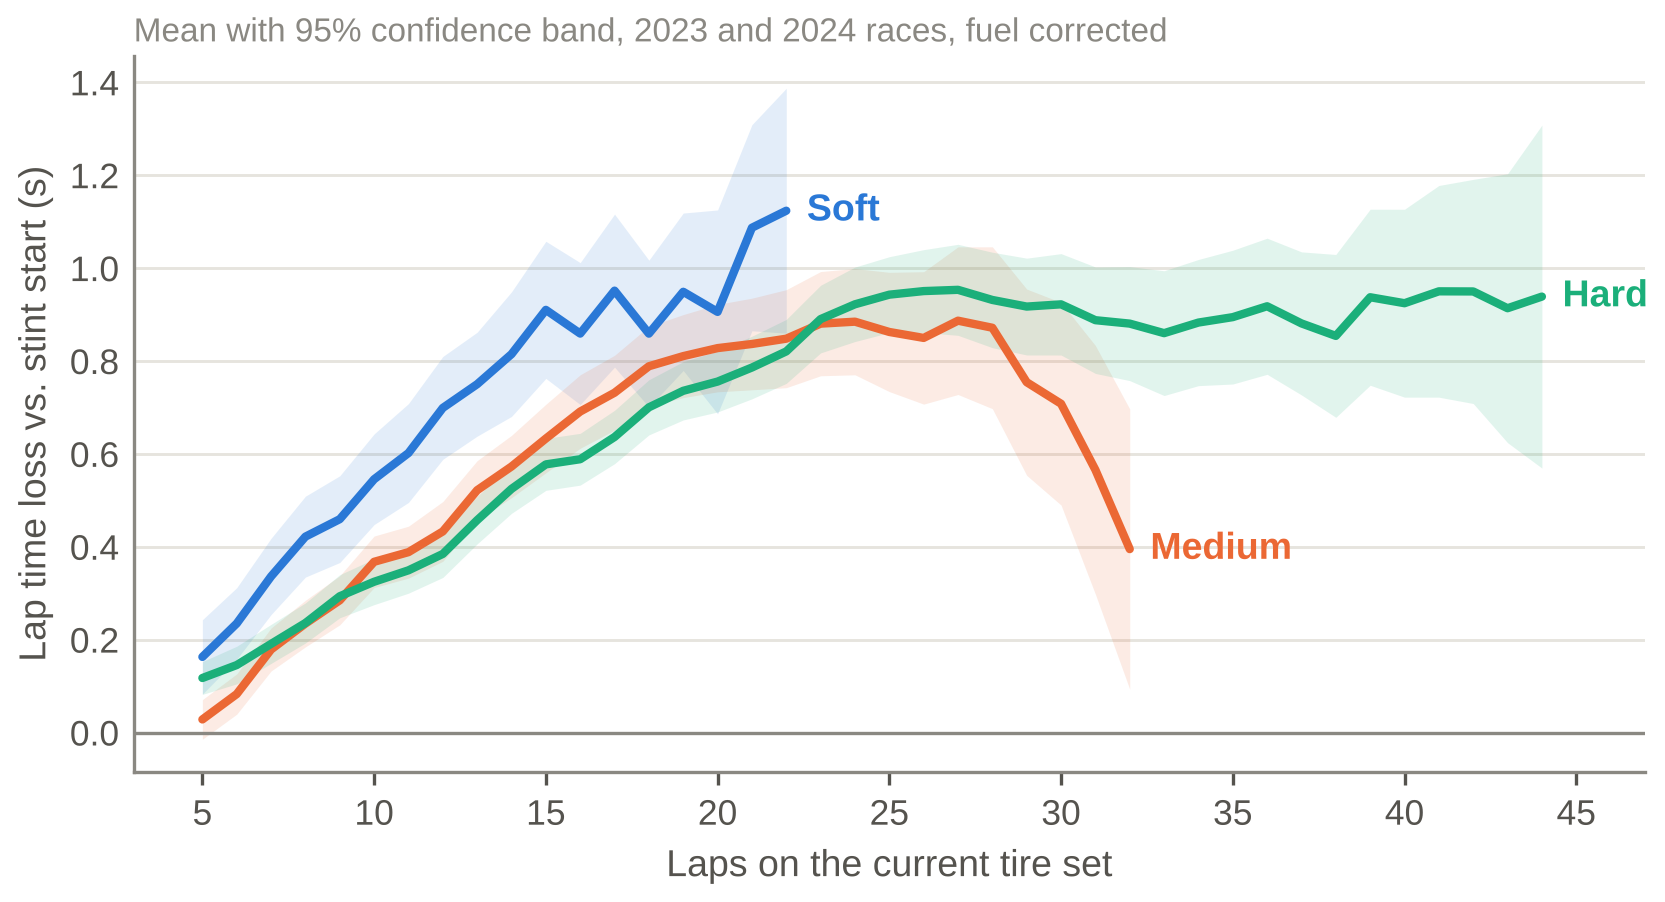 Mean with 95% confidence band, 2023 and 2024 races, fuel corrected
Lap time loss vs. stint start (s)
1.4
1.2
1.0
0.8
0.6
0.4
0.2
0.0
Soft
Hard
Medium
5 10 15 20 25 30 35 40 45
Laps on the current tire set